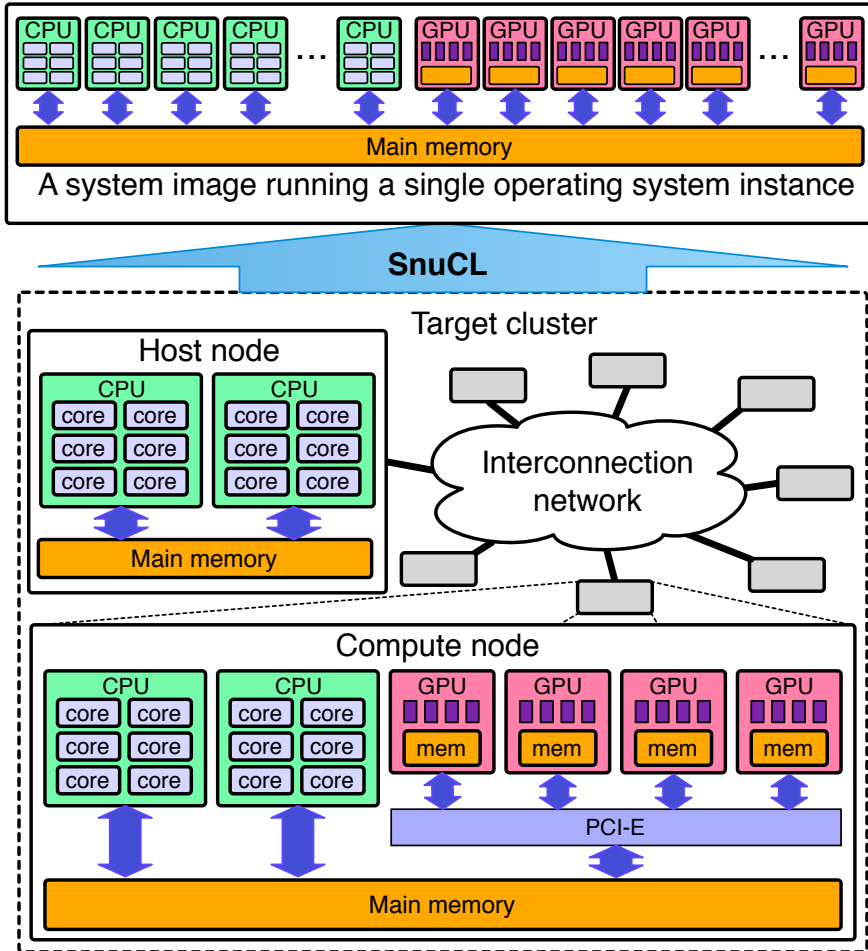 CPU CPU CPU CPU ... CPU GPU GPU GPU GPU GPU ... GPU
Main memory
A system image running a single operating system instance
SnuCL
Target cluster
Host node
CPU CPU
core core core core
core core core core
core core core core
Main memory
Interconnection
network
Compute node
CPU CPU GPU GPU GPU GPU
core core core core
core core core core mem mem mem mem
core core core core
PCI-E
Main memory